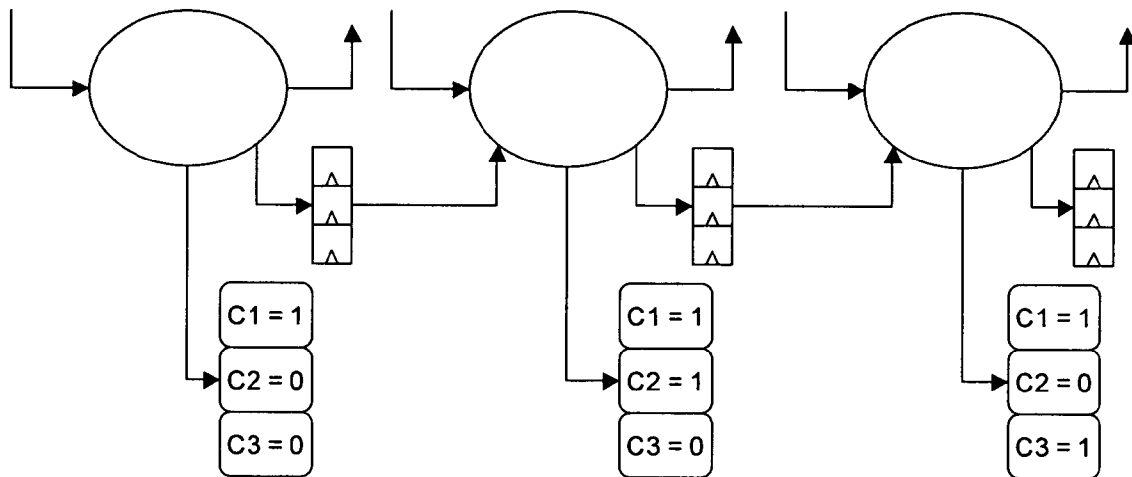 C1 = 1
C2 = 0
C3 = 0
C1 = 1
C2 = 1
C3 = 0
C1 = 1
C2 = 0
C3 = 1